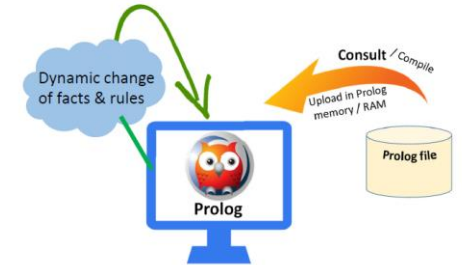 Dynamic change
of facts & rules
Consult / Compile
Upload in Prolog
memory / RAM
Prolog file
Prolog